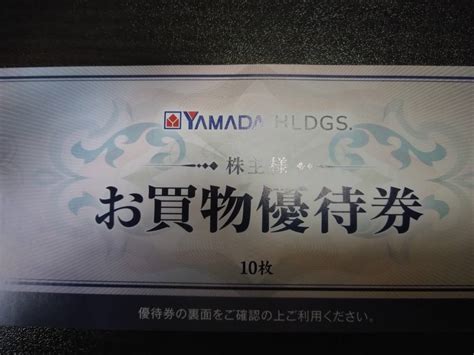 YAMADA HLDGS.
株主様
お買物優待券
10枚
優待券の裏面をご確認の上ご利用ください。